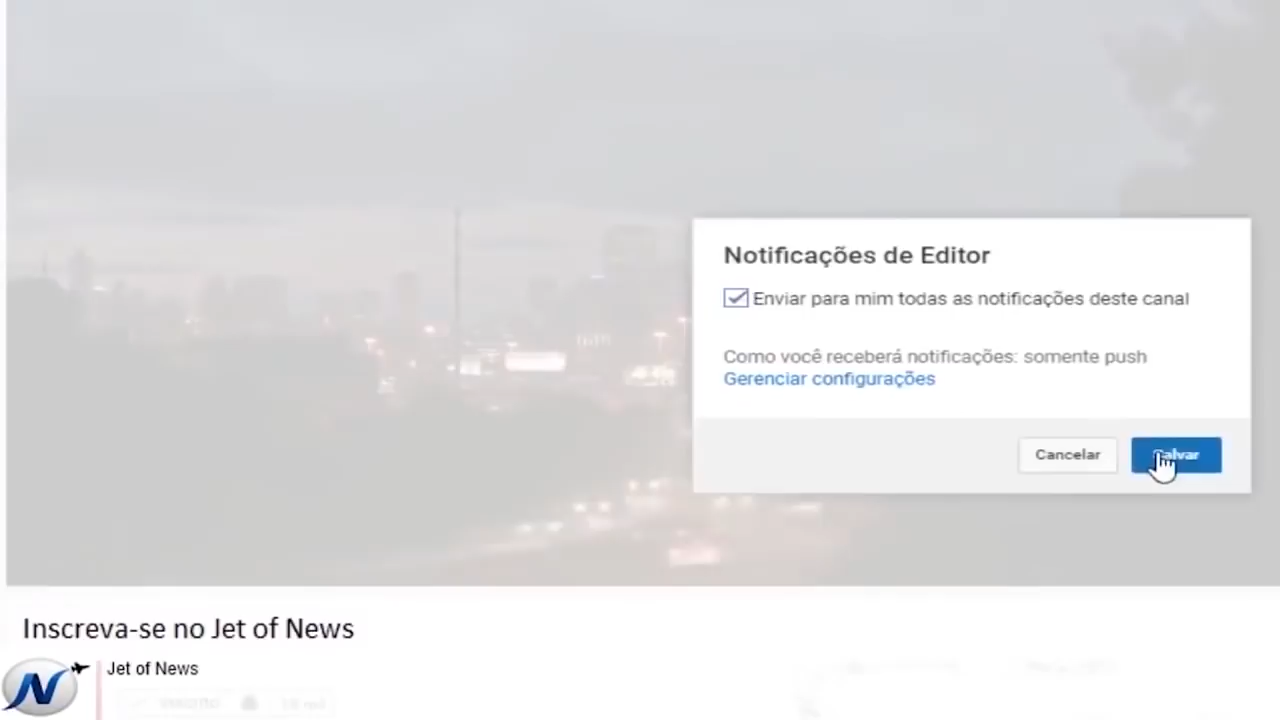 Notificações de Editor
Enviar para mim todas as notificações deste canal
Como você receberá notificações: somente push
Gerenciar configurações
Cancelar
Salvar
Inscreva-se no Jet of News
N
Jet of News